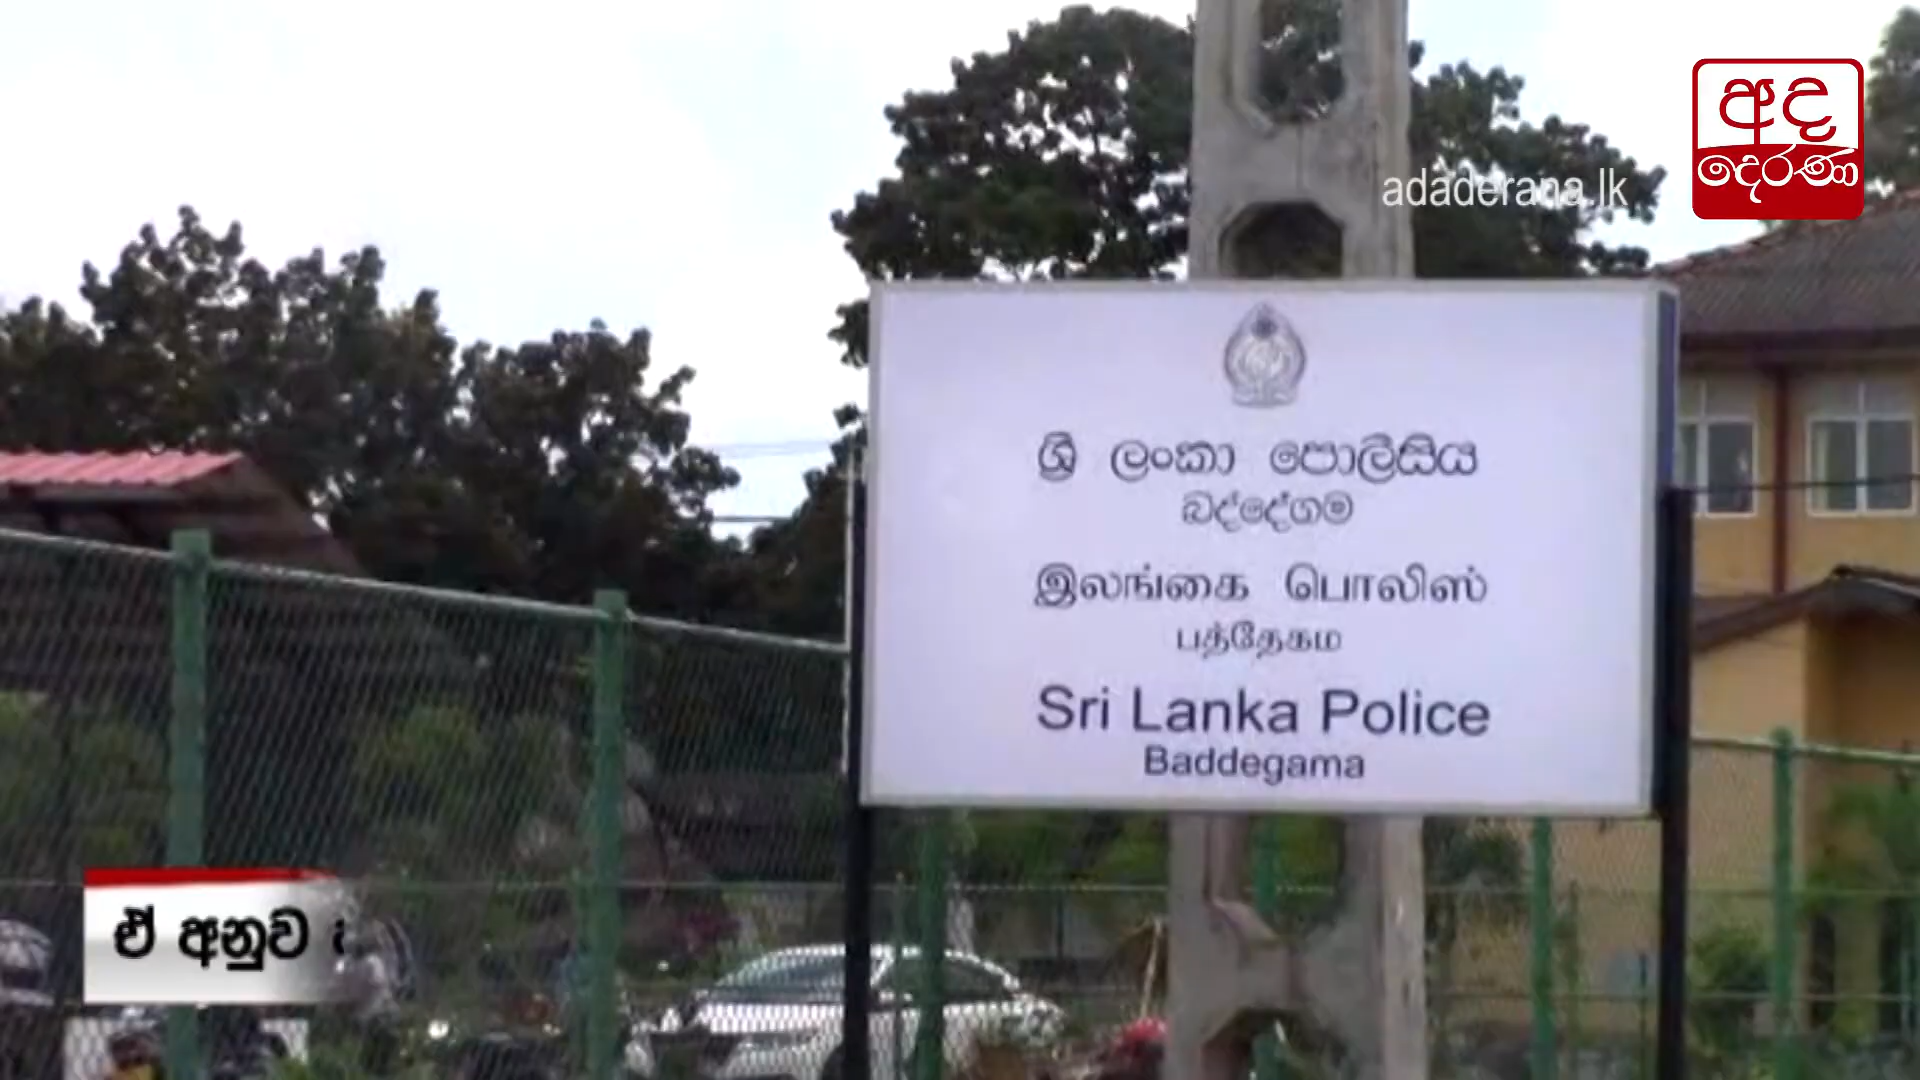 අද
දෙරණ
adaderana.lk
ශ්‍රී ලංකා පොලීසිය
බද්දේගම
இலங்கை பொலிஸ்
பத்தேகம
Sri Lanka Police
Baddegama
ඒ අනුව